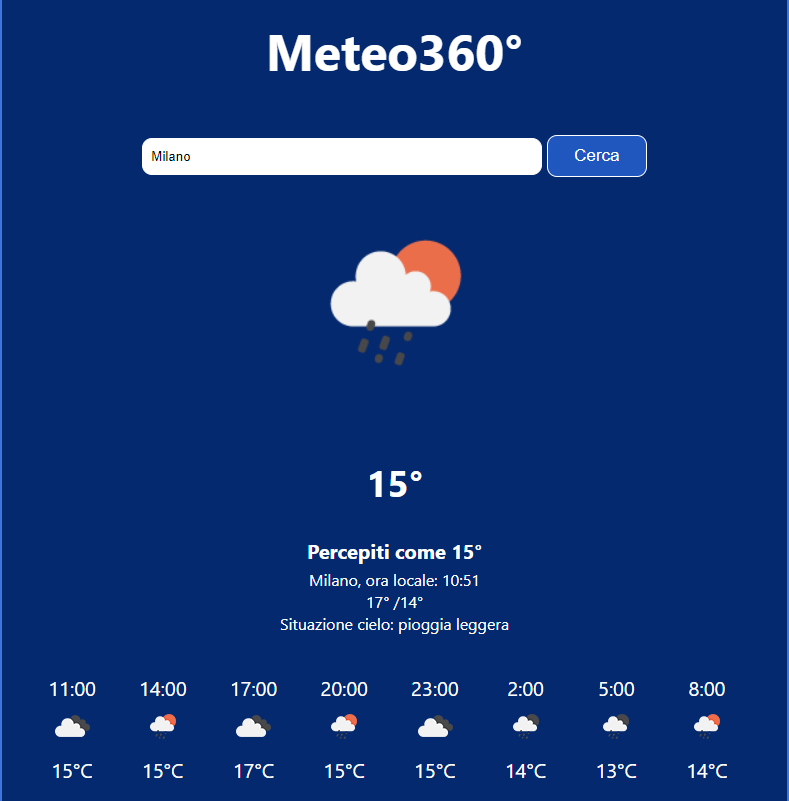 Meteo360°
Milano Cerca
15°
Percepiti come 15°
Milano, ora locale: 10:51
17° /14°
Situazione cielo: pioggia leggera
11:00 14:00 17:00 20:00 23:00 2:00 5:00 8:00
15°C 15°C 17°C 15°C 15°C 14°C 13°C 14°C